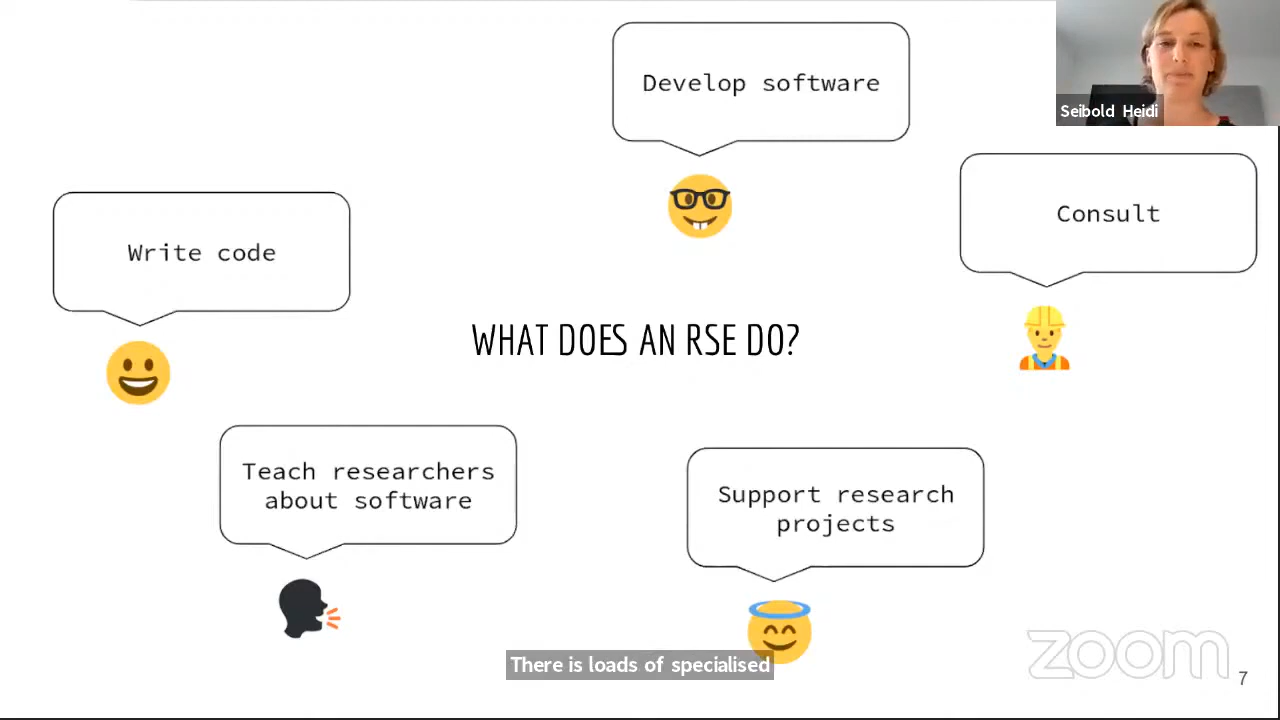 Develop software
Seibold Heidi
Consult
Write code
WHAT DOES AN RSE DO?
Teach researchers
about software
Support research
projects
There is loads of specialised
zoom
7